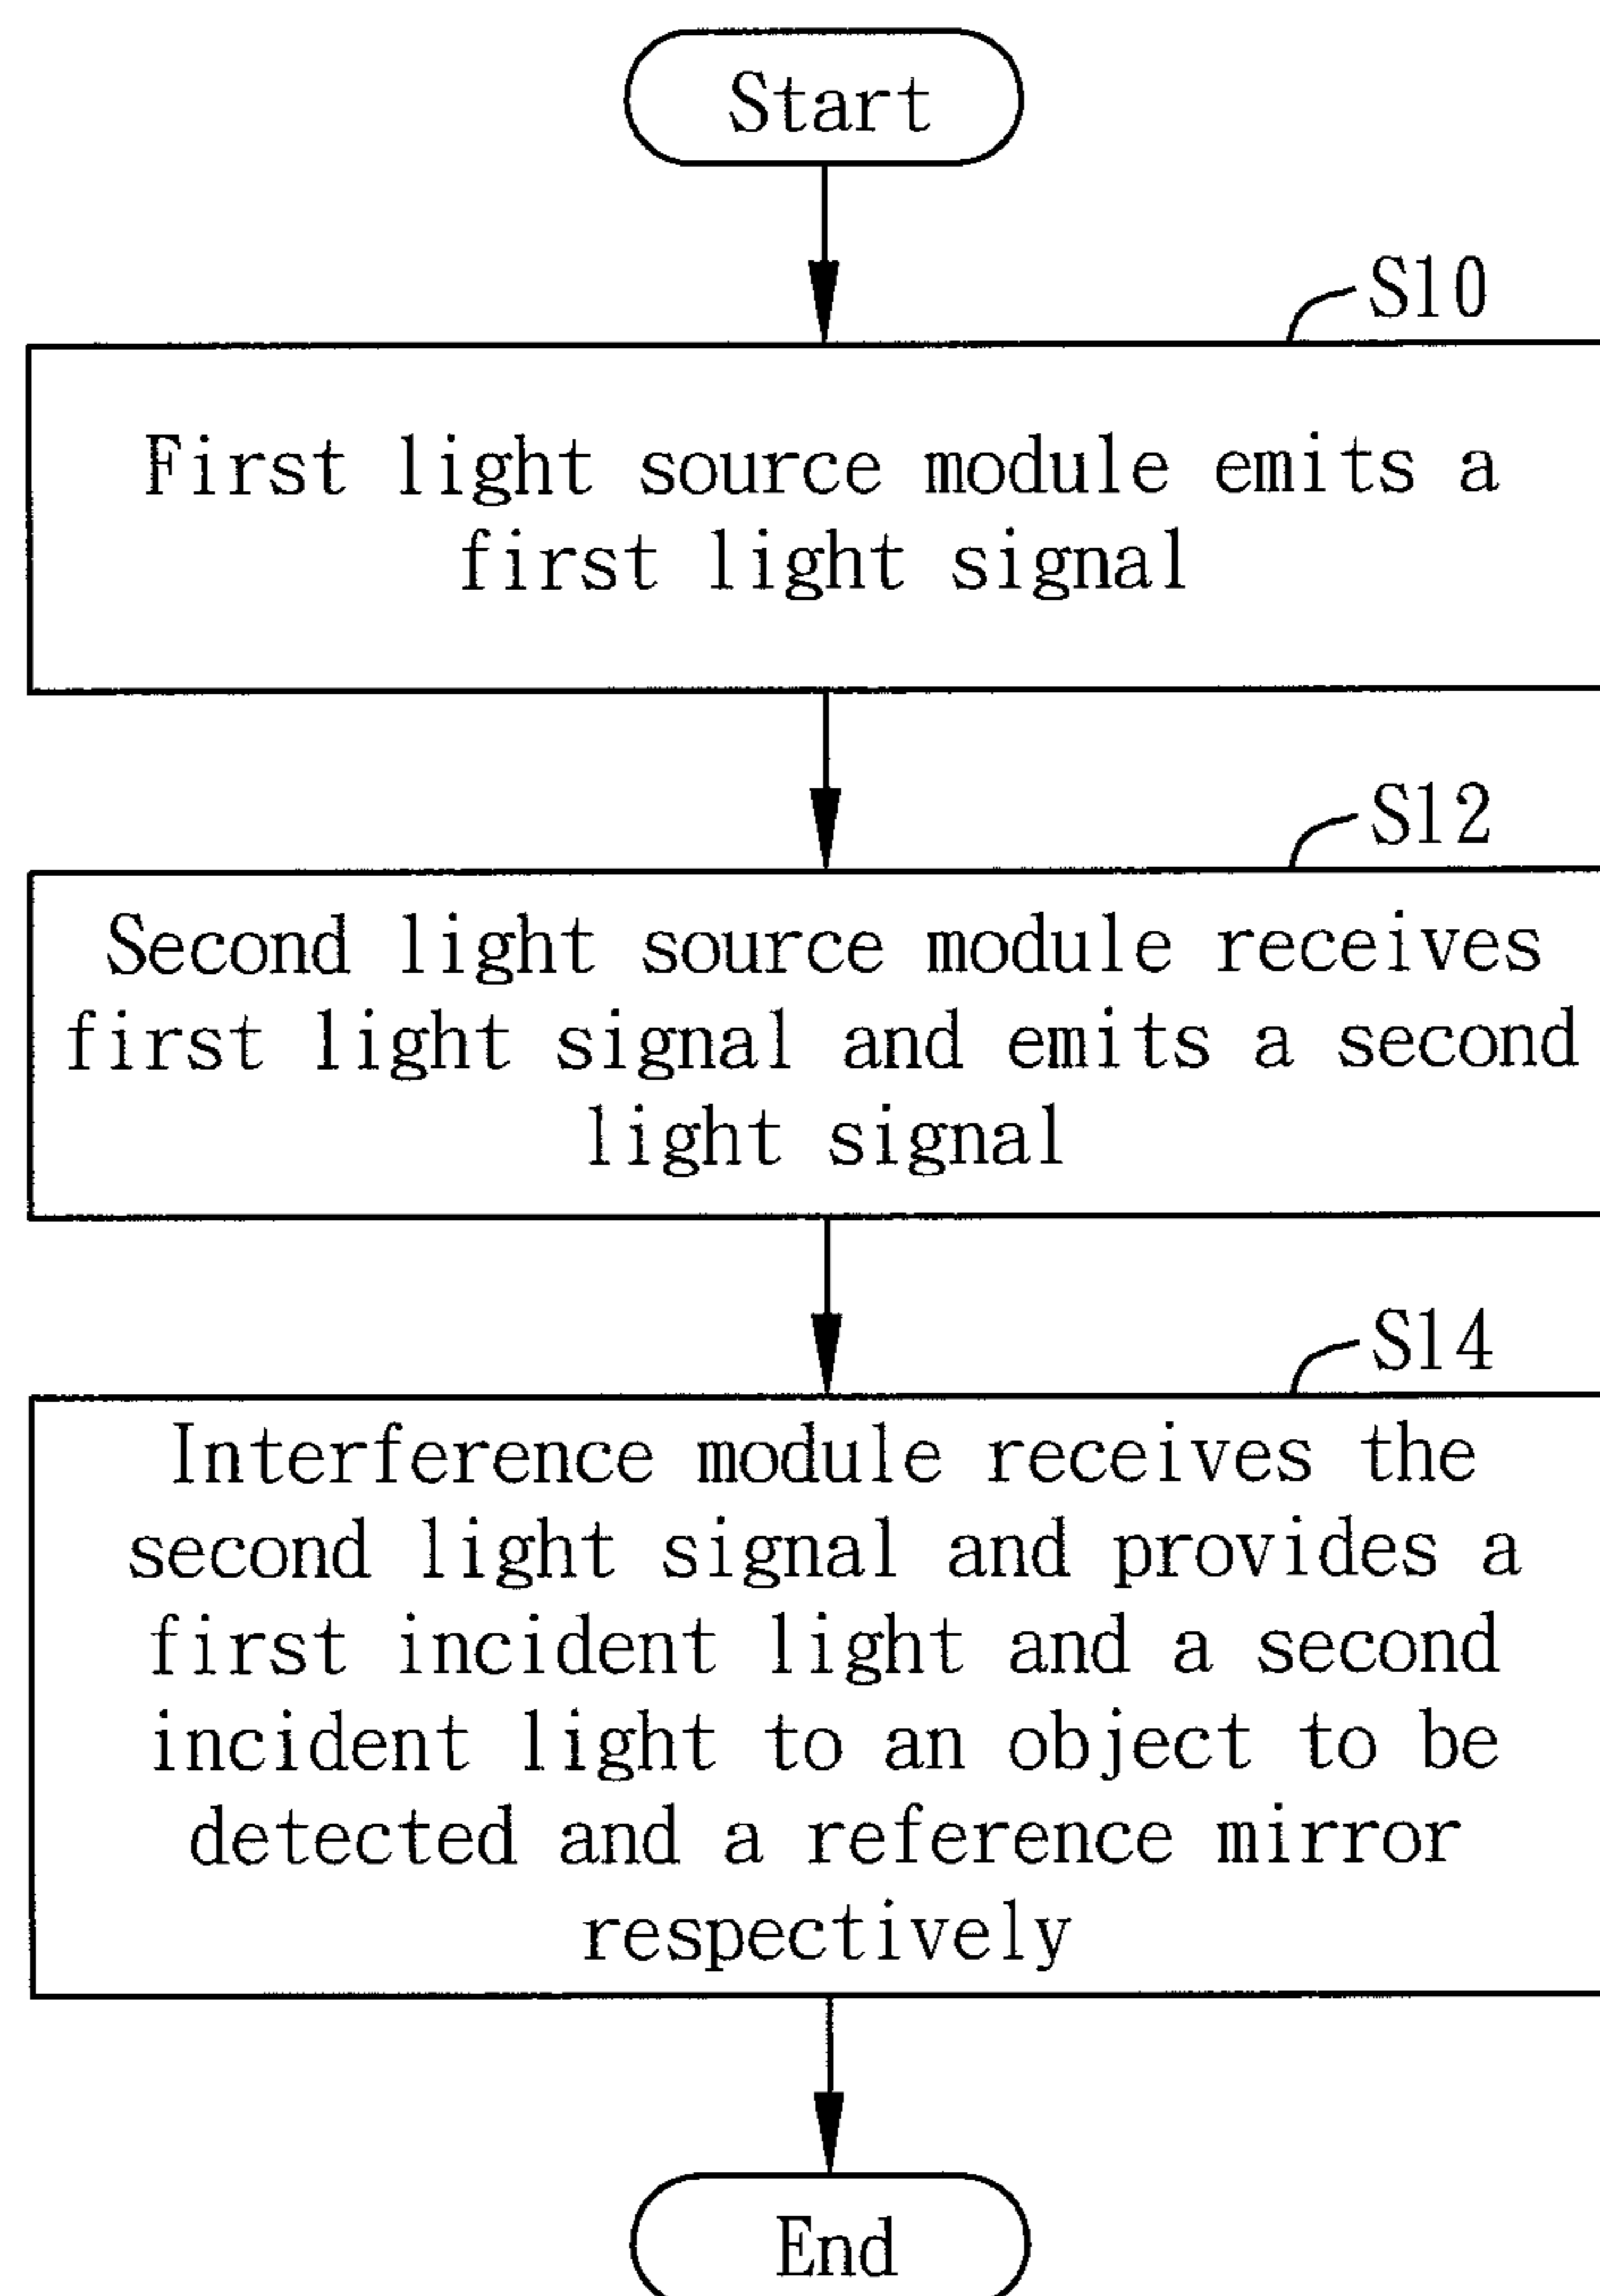 Start
S10
First light source module emits a
first light signal
S12
Second light source module receives
first light signal and emits a second
light signal
S14
Interference module receives the
second light signal and provides a
first incident light and a second
incident light to an object to be
detected and a reference mirror
respectively
End